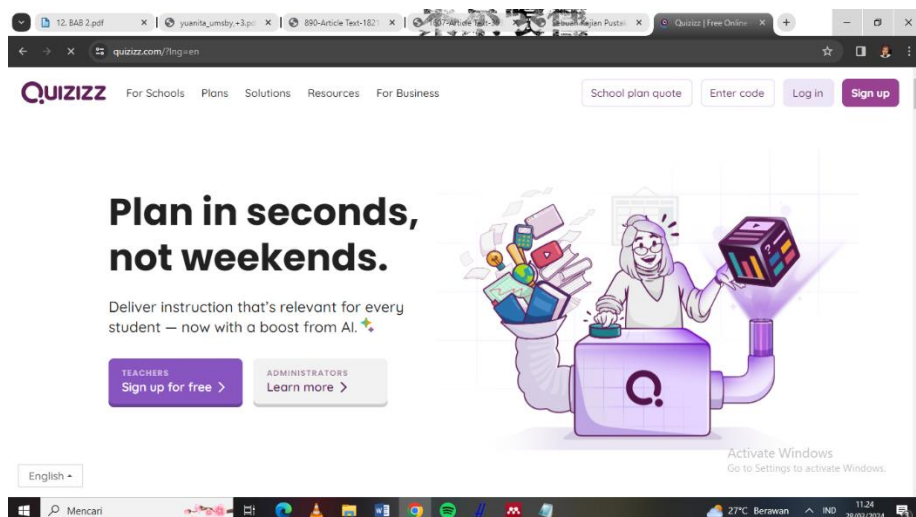 12. BAB 2.pdf
yuanita_umsby,+3.pd
890-Article Text-1821
quizizz.com/?lng=en
Quizizz | Free Online
QUIZIZZ For Schools Plans Solutions Resources For Business School plan quote Enter code Log in Sign up
Plan in seconds,
not weekends.
Deliver instruction that's relevant for every
student — now with a boost from AI.
TEACHERS
Sign up for free >
ADMINISTRATORS
Learn more >
Q.
Activate Windows
Go to Settings to activate Windows.
English
Mencari
27°C Berawan
IND
11.24